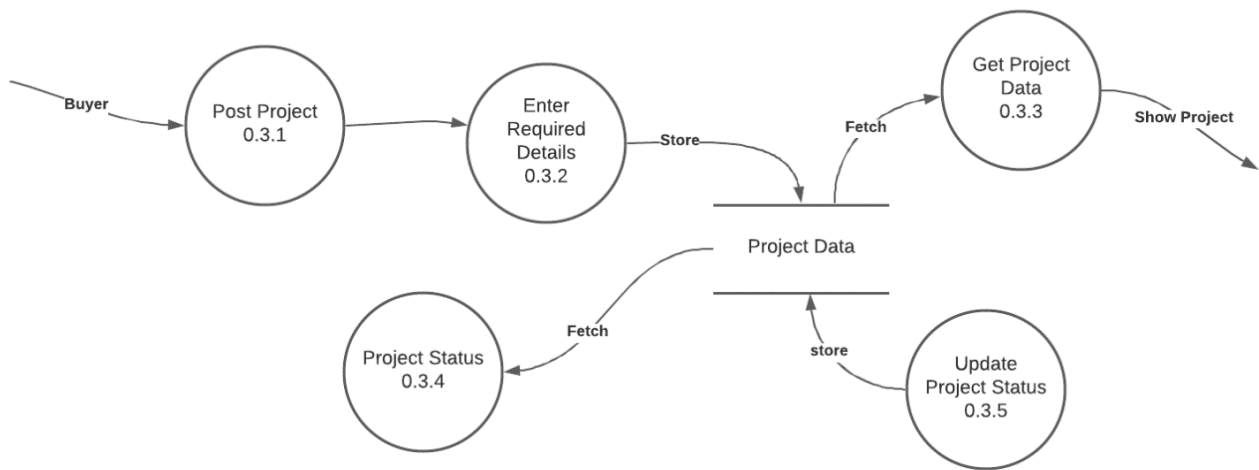 Buyer
Post Project
0.3.1
Enter
Required
Details
0.3.2
Store
Fetch
Get Project
Data
0.3.3
Show Project
Project Data
Fetch
Project Status
0.3.4
store
Update
Project Status
0.3.5